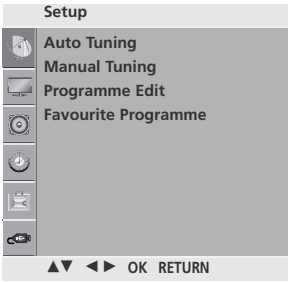 Setup
Auto Tuning
Manual Tuning
Programme Edit
Favourite Programme
▲▼ ◄► OK RETURN